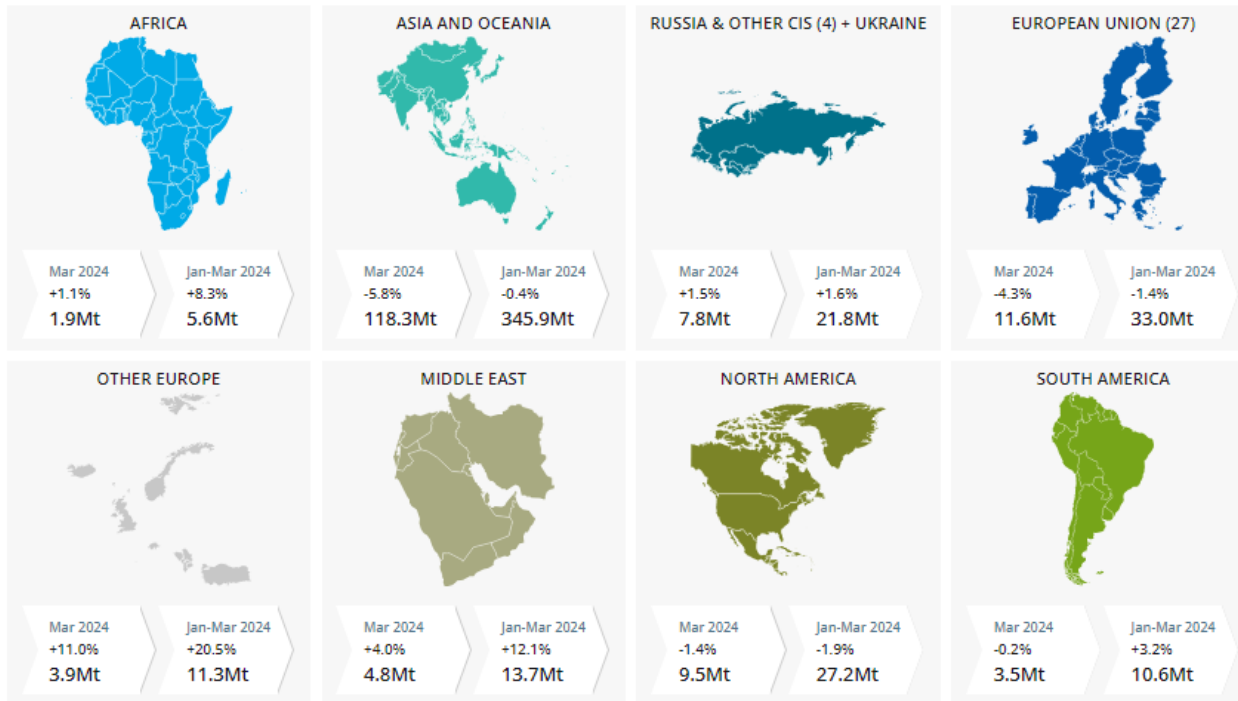 AFRICA
Mar 2024
+1.1%
1.9Mt
Jan-Mar 2024
+8.3%
5.6Mt
ASIA AND OCEANIA
Mar 2024
-5.8%
118.3Mt
Jan-Mar 2024
-0.4%
345.9Mt
RUSSIA & OTHER CIS (4) + UKRAINE
Mar 2024
+1.5%
7.8Mt
Jan-Mar 2024
+1.6%
21.8Mt
EUROPEAN UNION (27)
Mar 2024
-4.3%
11.6Mt
Jan-Mar 2024
-1.4%
33.0Mt
OTHER EUROPE
Mar 2024
+11.0%
3.9Mt
Jan-Mar 2024
+20.5%
11.3Mt
MIDDLE EAST
Mar 2024
+4.0%
4.8Mt
Jan-Mar 2024
+12.1%
13.7Mt
NORTH AMERICA
Mar 2024
-1.4%
9.5Mt
Jan-Mar 2024
-1.9%
27.2Mt
SOUTH AMERICA
Mar 2024
-0.2%
3.5Mt
Jan-Mar 2024
+3.2%
10.6Mt